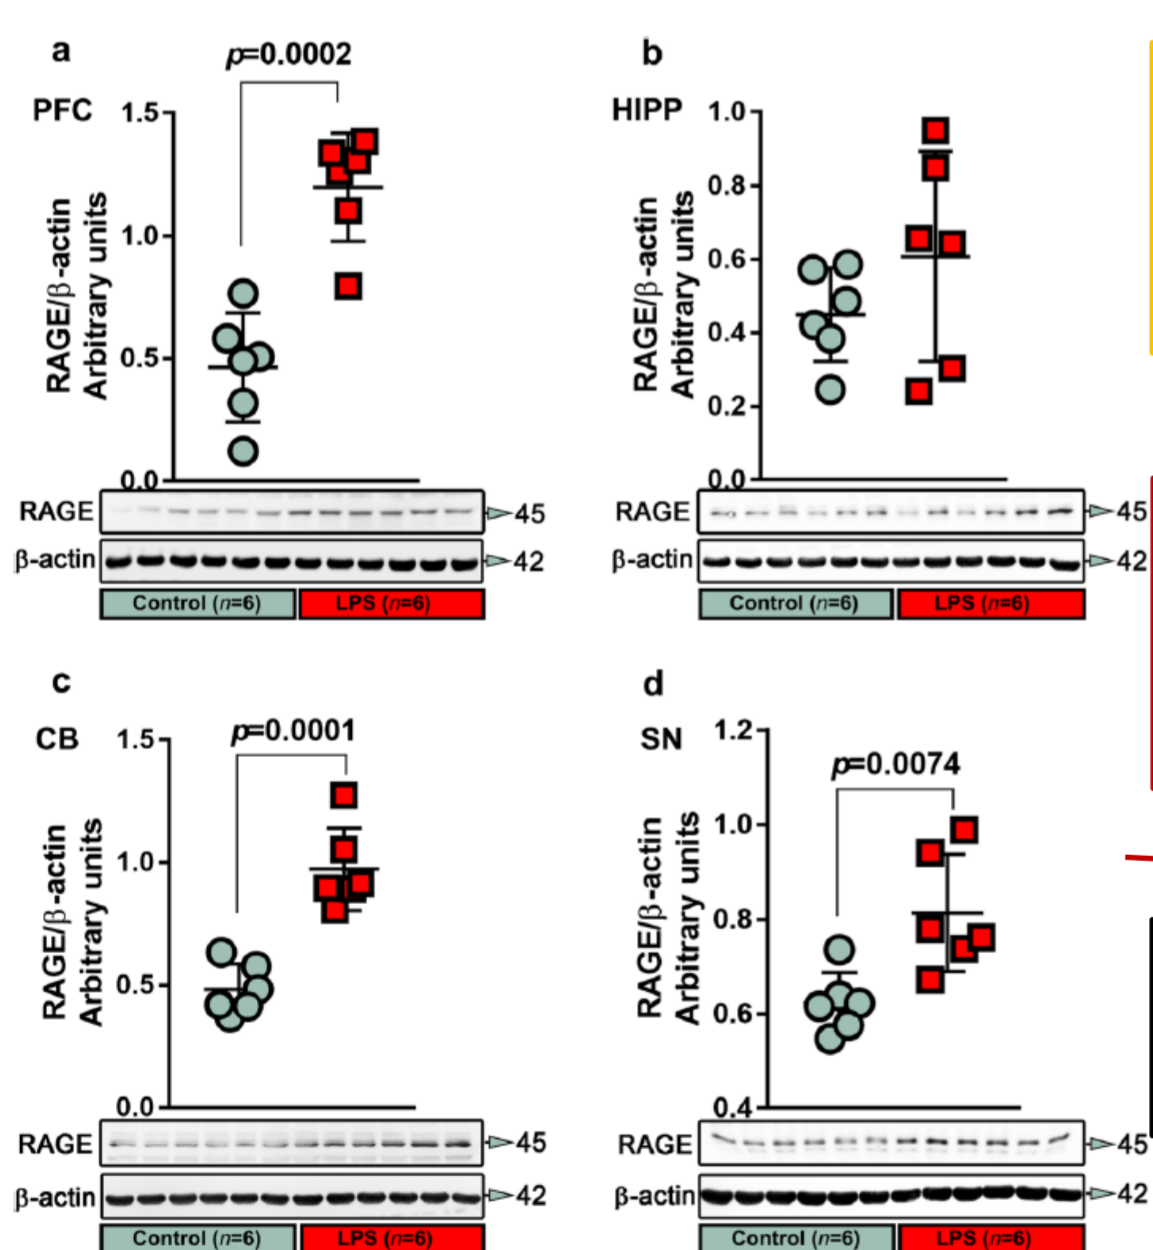 a
p=0.0002
PFC
1.5
1.0
0.5
0.0
RAGE/β-actin
Arbitrary units
RAGE
45
β-actin
42
Control (n=6)
LPS (n=6)
b
HIPP
1.0
0.8
0.6
0.4
0.2
0.0
RAGE/β-actin
Arbitrary units
RAGE
45
β-actin
42
Control (n=6)
LPS (n=6)
c
p=0.0001
CB
1.5
1.0
0.5
0.0
RAGE/β-actin
Arbitrary units
RAGE
45
β-actin
42
Control (n=6)
LPS (n=6)
d
SN
1.2
p=0.0074
1.0
0.8
0.6
0.4
RAGE/β-actin
Arbitrary units
RAGE
45
β-actin
42
Control (n=6)
LPS (n=6)